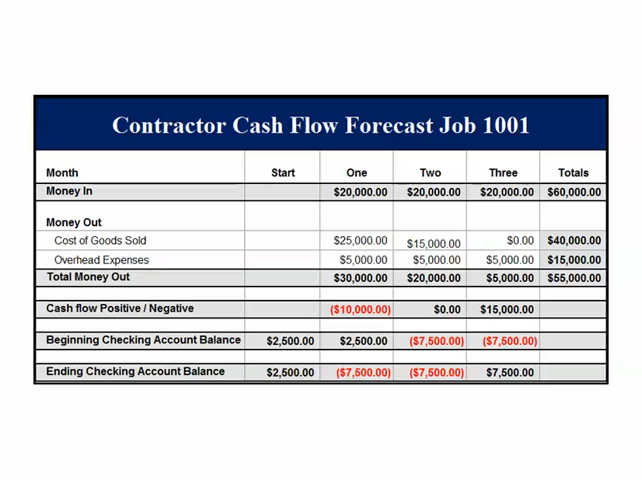 Contractor Cash Flow Forecast Job 1001
Month Start One Two Three Totals
Money In $20,000.00 $20,000.00 $20,000.00 $60,000.00
Money Out
Cost of Goods Sold $25,000.00 $15,000.00 $0.00 $40,000.00
Overhead Expenses $5,000.00 $5,000.00 $5,000.00 $15,000.00
Total Money Out $30,000.00 $20,000.00 $5,000.00 $55,000.00
Cash flow Positive / Negative ($10,000.00) $0.00 $15,000.00
Beginning Checking Account Balance $2,500.00 $2,500.00 ($7,500.00) ($7,500.00)
Ending Checking Account Balance $2,500.00 ($7,500.00) ($7,500.00) $7,500.00